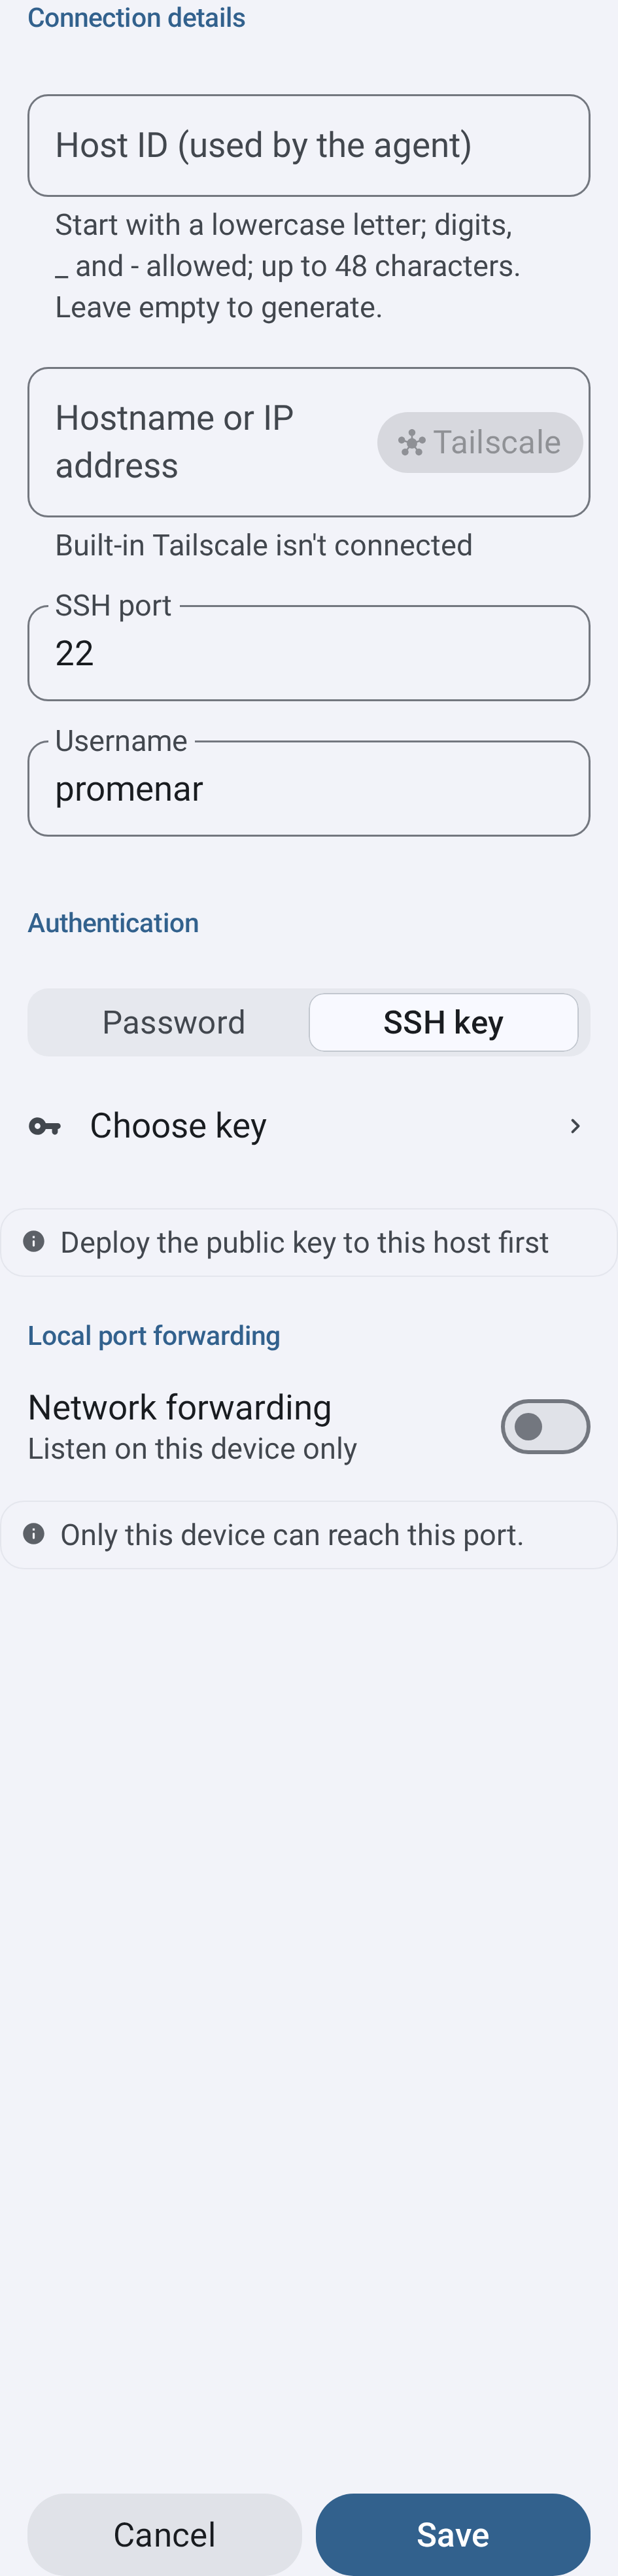 Connection details
Host ID (used by the agent)
Start with a lowercase letter; digits,
_ and - allowed; up to 48 characters.
Leave empty to generate.
Hostname or IP
address
Tailscale
Built-in Tailscale isn't connected
SSH port
22
Username
promenar
Authentication
Password
SSH key
Choose key
Deploy the public key to this host first
Local port forwarding
Network forwarding
Listen on this device only
Only this device can reach this port.
Cancel
Save